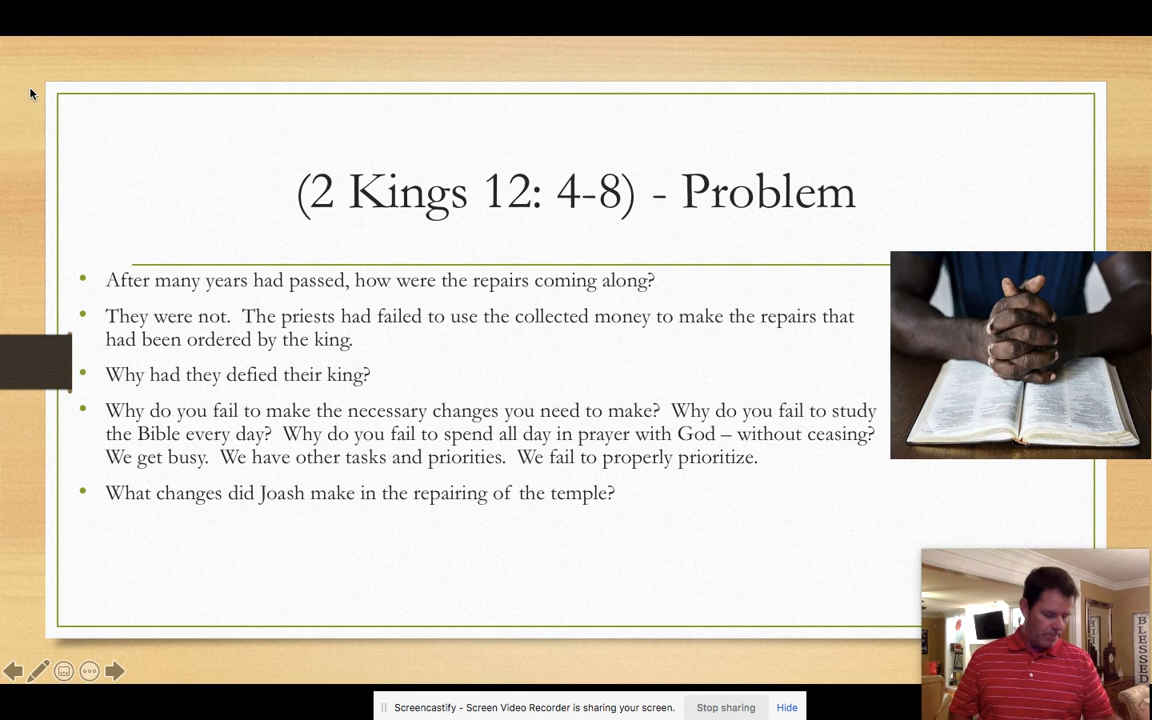 (2 Kings 12: 4-8) - Problem
After many years had passed, how were the repairs coming along?
They were not.  The priests had failed to use the collected money to make the repairs that
had been ordered by the king.
Why had they defied their king?
Why do you fail to make the necessary changes you need to make?  Why do you fail to study
the Bible every day?  Why do you fail to spend all day in prayer with God – without ceasing?
We get busy.  We have other tasks and priorities.  We fail to properly prioritize.
What changes did Joash make in the repairing of the temple?
BLESSED
Screencastify - Screen Video Recorder is sharing your screen.
Stop sharing
Hide